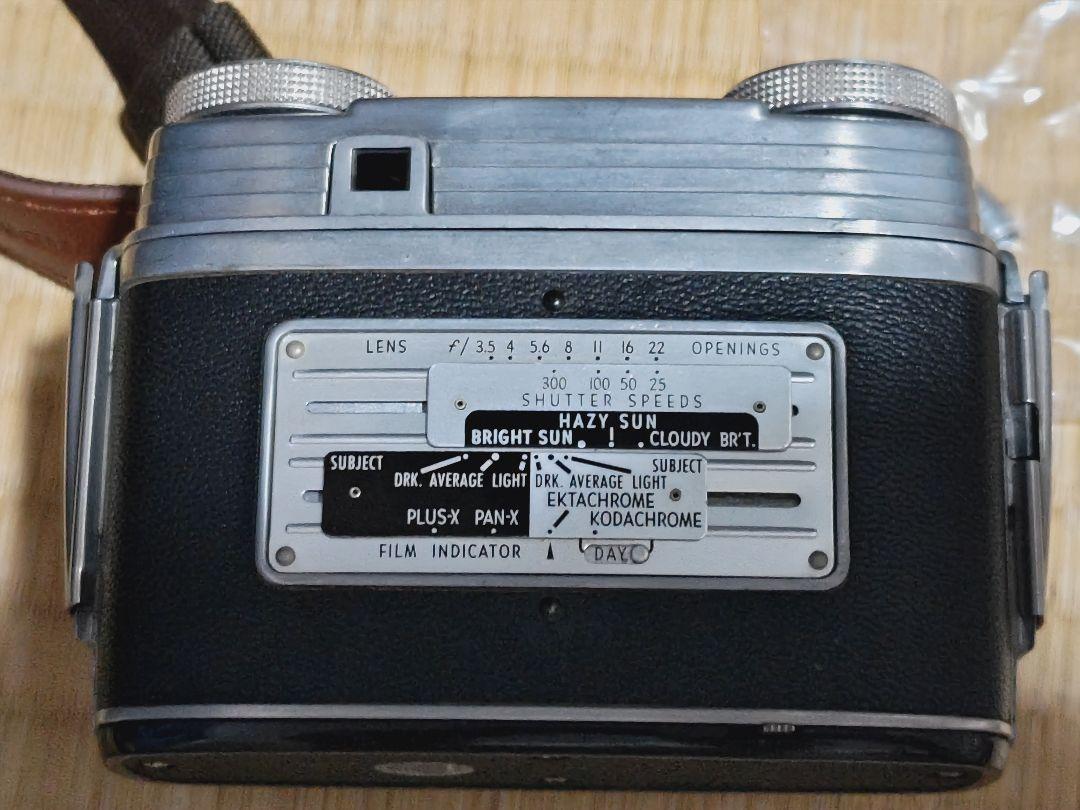 LENS f/ 3.5 4 5.6 8 11 16 22 OPENINGS
300 100 50 25
SHUTTER SPEEDS
HAZY SUN
BRIGHT SUN CLOUDY BR'T.
SUBJECT SUBJECT
DRK. AVERAGE LIGHT DRK. AVERAGE LIGHT
EKTACHROME
PLUS-X PAN-X KODACHROME
FILM INDICATOR DAY